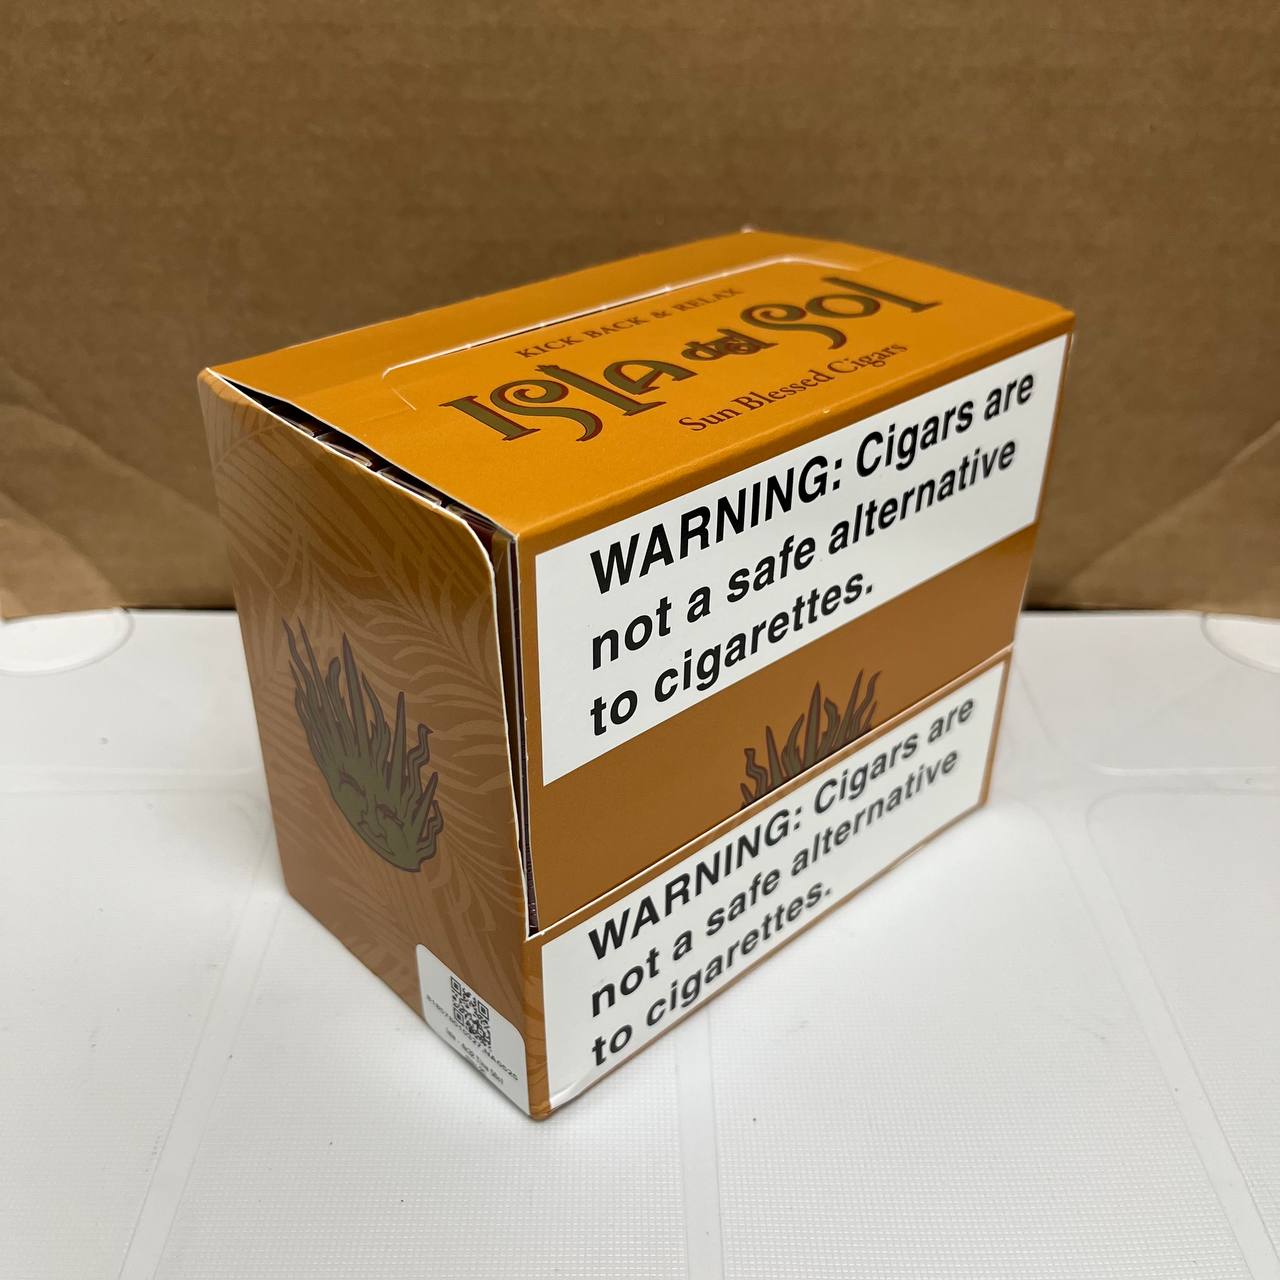 KICK BACK & RELAX
ISLA del SOL
Sun Blessed Cigars
WARNING: Cigars are
not a safe alternative
to cigarettes.
WARNING: Cigars are
not a safe alternative
to cigarettes.